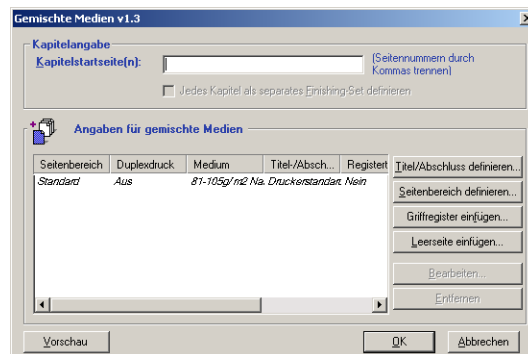 Gemischte Medien v1.3
Kapitelangabe
Kapitelstartseite(n):
(Seitennummern durch
Kommas trennen)
Jedes Kapitel als separates Finishing-Set definieren
Angaben für gemischte Medien
Seitenbereich Duplexdruck Medium Titel-/Absch... Registert
Standard Aus 81-105g/m2 Na. Druckerstandart Nein
Titel/Abschluss definieren...
Seitenbereich definieren...
Griffregister einfügen...
Leerseite einfügen...
Bearbeiten...
Entfernen
Vorschau OK Abbrechen